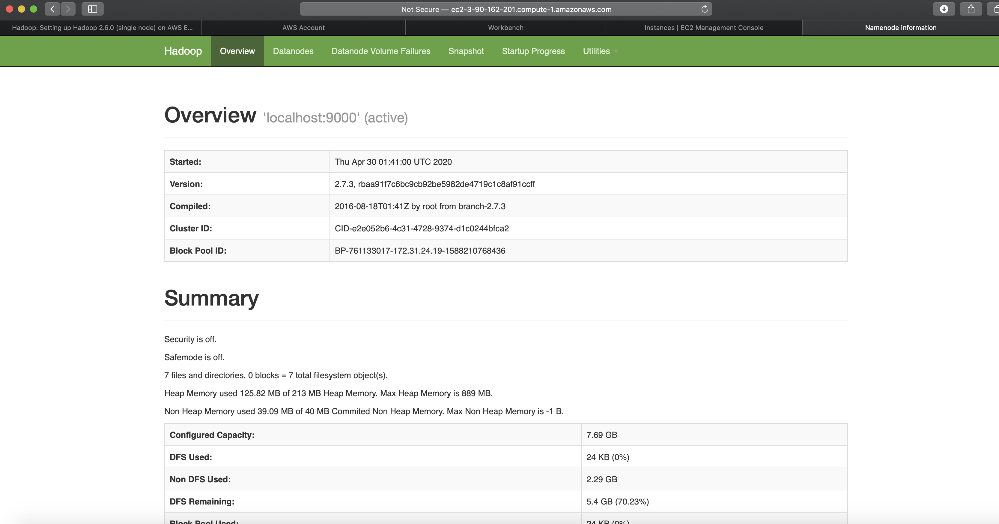 Not Secure — ec2-3-90-162-201.compute-1.amazonaws.com
Hadoop: Setting up Hadoop 2.6.0 (single node) on AWS E... AWS Account Workbench Instances | EC2 Management Console Namenode information
Hadoop Overview Datanodes Datanode Volume Failures Snapshot Startup Progress Utilities
Overview 'localhost:9000' (active)
Started: Thu Apr 30 01:41:00 UTC 2020
Version: 2.7.3, rbaa91f7c6bc9cb92be5982de4719c1c8af91ccff
Compiled: 2016-08-18T01:41Z by root from branch-2.7.3
Cluster ID: CID-e2e052b6-4c31-4728-9374-d1c0244bfca2
Block Pool ID: BP-761133017-172.31.24.19-1588210768436
Summary
Security is off.
Safemode is off.
7 files and directories, 0 blocks = 7 total filesystem object(s).
Heap Memory used 125.82 MB of 213 MB Heap Memory. Max Heap Memory is 889 MB.
Non Heap Memory used 39.09 MB of 40 MB Commited Non Heap Memory. Max Non Heap Memory is -1 B.
Configured Capacity: 7.69 GB
DFS Used: 24 KB (0%)
Non DFS Used: 2.29 GB
DFS Remaining: 5.4 GB (70.23%)
Block Pool Used: 24 KB (0%)